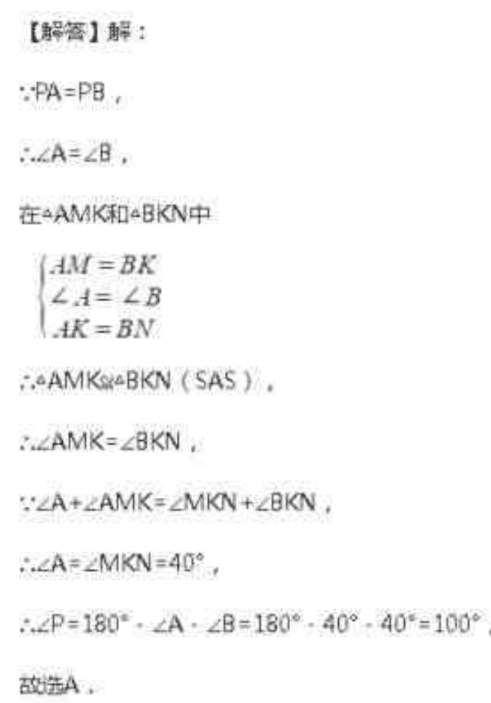 【解答】解：
∵PA=PB，
∴∠A=∠B，
在△AMK和△BKN中
AM=BK
∠A=∠B
AK=BN
∴△AMK≌△BKN（SAS），
∴∠AMK=∠BKN，
∵∠A+∠AMK=∠MKN+∠BKN，
∴∠A=∠MKN=40°，
∴∠P=180°-∠A-∠B=180°-40°-40°=100°，
故选A．